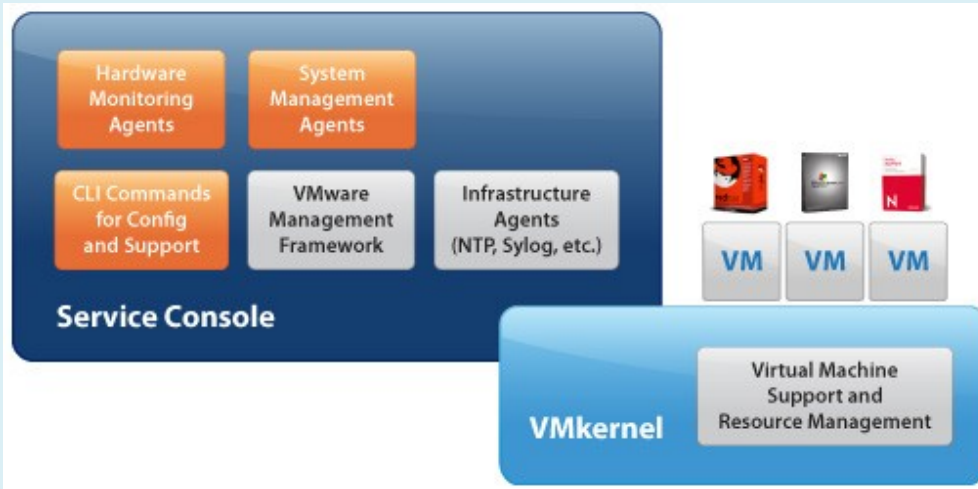 Hardware
Monitoring
Agents
System
Management
Agents
CLI Commands
for Config
and Support
VMware
Management
Framework
Infrastructure
Agents
(NTP, Sylog, etc.)
Service Console
N
VM
VM
VM
VMkernel
Virtual Machine
Support and
Resource Management